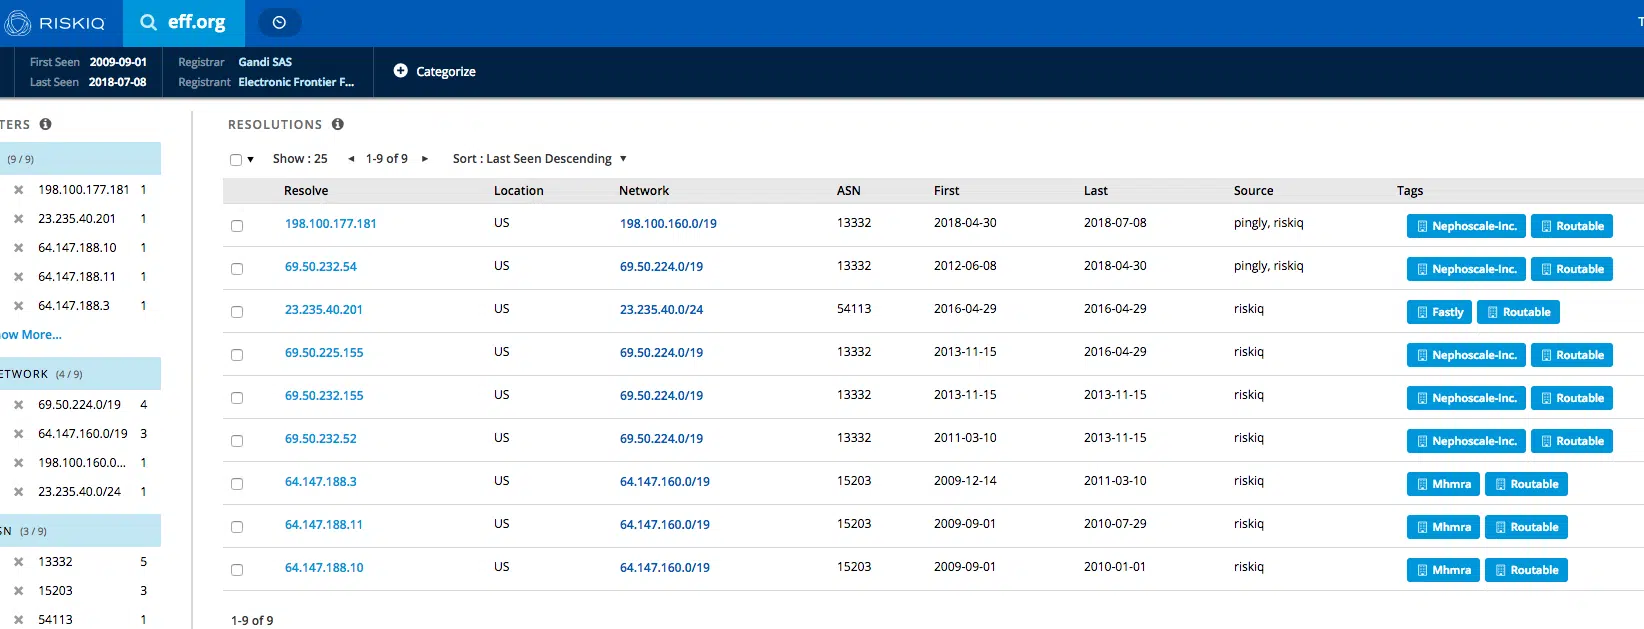 RISKIQ eff.org T
First Seen 2009-09-01 Registrar Gandi SAS
Categorize
Last Seen 2018-07-08 Registrant Electronic Frontier F...
TERS
(9 / 9)
198.100.177.181 1
23.235.40.201 1
64.147.188.10 1
64.147.188.11 1
64.147.188.3 1
ow More...
ETWORK (4 / 9)
69.50.224.0/19 4
64.147.160.0/19 3
198.100.160.0... 1
23.235.40.0/24 1
SN (3 / 9)
13332 5
15203 3
54113 1
RESOLUTIONS
Show : 25 1-9 of 9 Sort : Last Seen Descending
Resolve Location Network ASN First Last Source Tags
198.100.177.181 US 198.100.160.0/19 13332 2018-04-30 2018-07-08 pingly, riskiq Nephoscale-Inc. Routable
69.50.232.54 US 69.50.224.0/19 13332 2012-06-08 2018-04-30 pingly, riskiq Nephoscale-Inc. Routable
23.235.40.201 US 23.235.40.0/24 54113 2016-04-29 2016-04-29 riskiq Fastly Routable
69.50.225.155 US 69.50.224.0/19 13332 2013-11-15 2016-04-29 riskiq Nephoscale-Inc. Routable
69.50.232.155 US 69.50.224.0/19 13332 2013-11-15 2013-11-15 riskiq Nephoscale-Inc. Routable
69.50.232.52 US 69.50.224.0/19 13332 2011-03-10 2013-11-15 riskiq Nephoscale-Inc. Routable
64.147.188.3 US 64.147.160.0/19 15203 2009-12-14 2011-03-10 riskiq Mhmra Routable
64.147.188.11 US 64.147.160.0/19 15203 2009-09-01 2010-07-29 riskiq Mhmra Routable
64.147.188.10 US 64.147.160.0/19 15203 2009-09-01 2010-01-01 riskiq Mhmra Routable
1-9 of 9